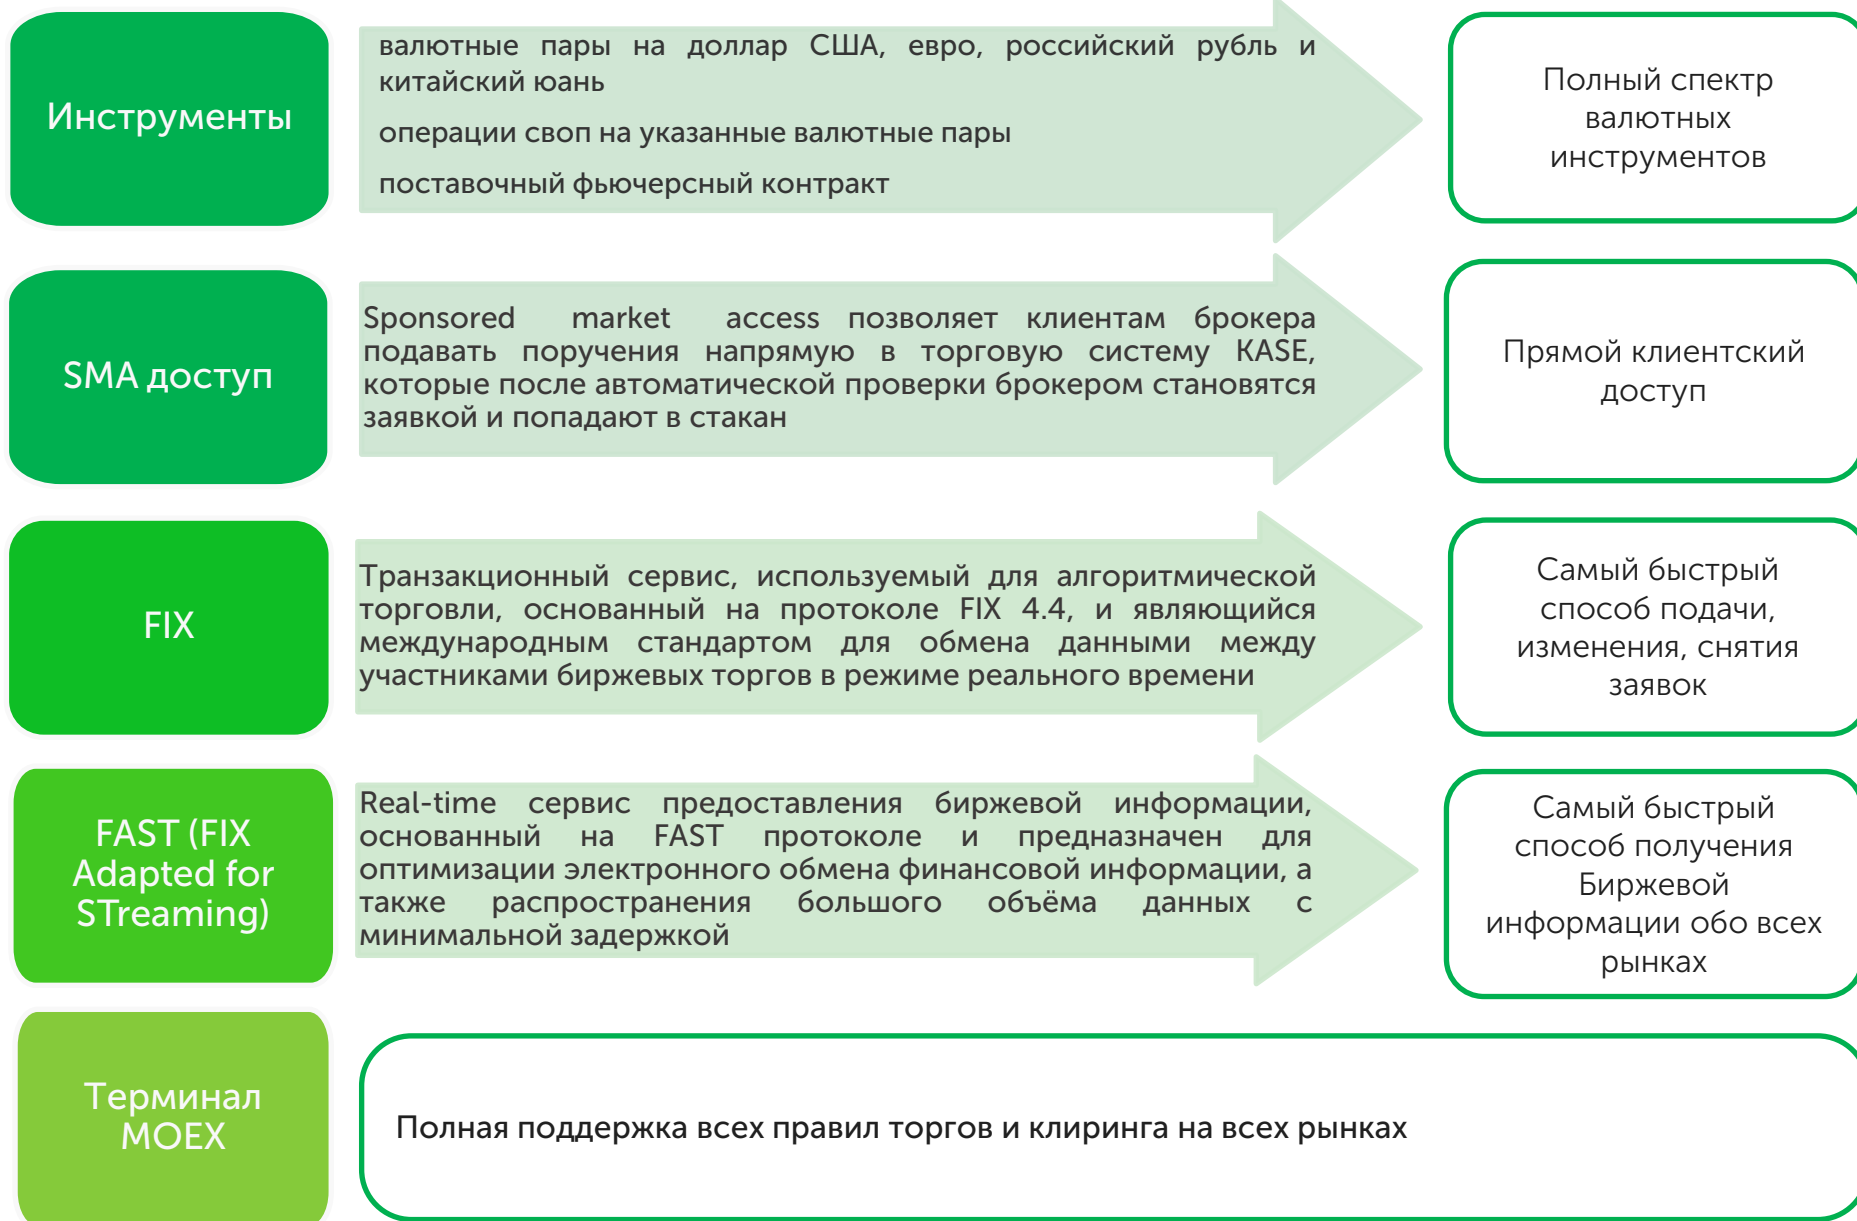 Инструменты
валютные пары на доллар США, евро, российский рубль и
китайский юань
операции своп на указанные валютные пары
поставочный фьючерсный контракт
Полный спектр
валютных
инструментов
SMA доступ
Sponsored market access позволяет клиентам брокера
подавать поручения напрямую в торговую систему KASE,
которые после автоматической проверки брокером становятся
заявкой и попадают в стакан
Прямой клиентский
доступ
FIX
Транзакционный сервис, используемый для алгоритмической
торговли, основанный на протоколе FIX 4.4, и являющийся
международным стандартом для обмена данными между
участниками биржевых торгов в режиме реального времени
Самый быстрый
способ подачи,
изменения, снятия
заявок
FAST (FIX
Adapted for
STreaming)
Real-time сервис предоставления биржевой информации,
основанный на FAST протоколе и предназначен для
оптимизации электронного обмена финансовой информации, а
также распространения большого объёма данных с
минимальной задержкой
Самый быстрый
способ получения
Биржевой
информации обо всех
рынках
Терминал
MOEX
Полная поддержка всех правил торгов и клиринга на всех рынках